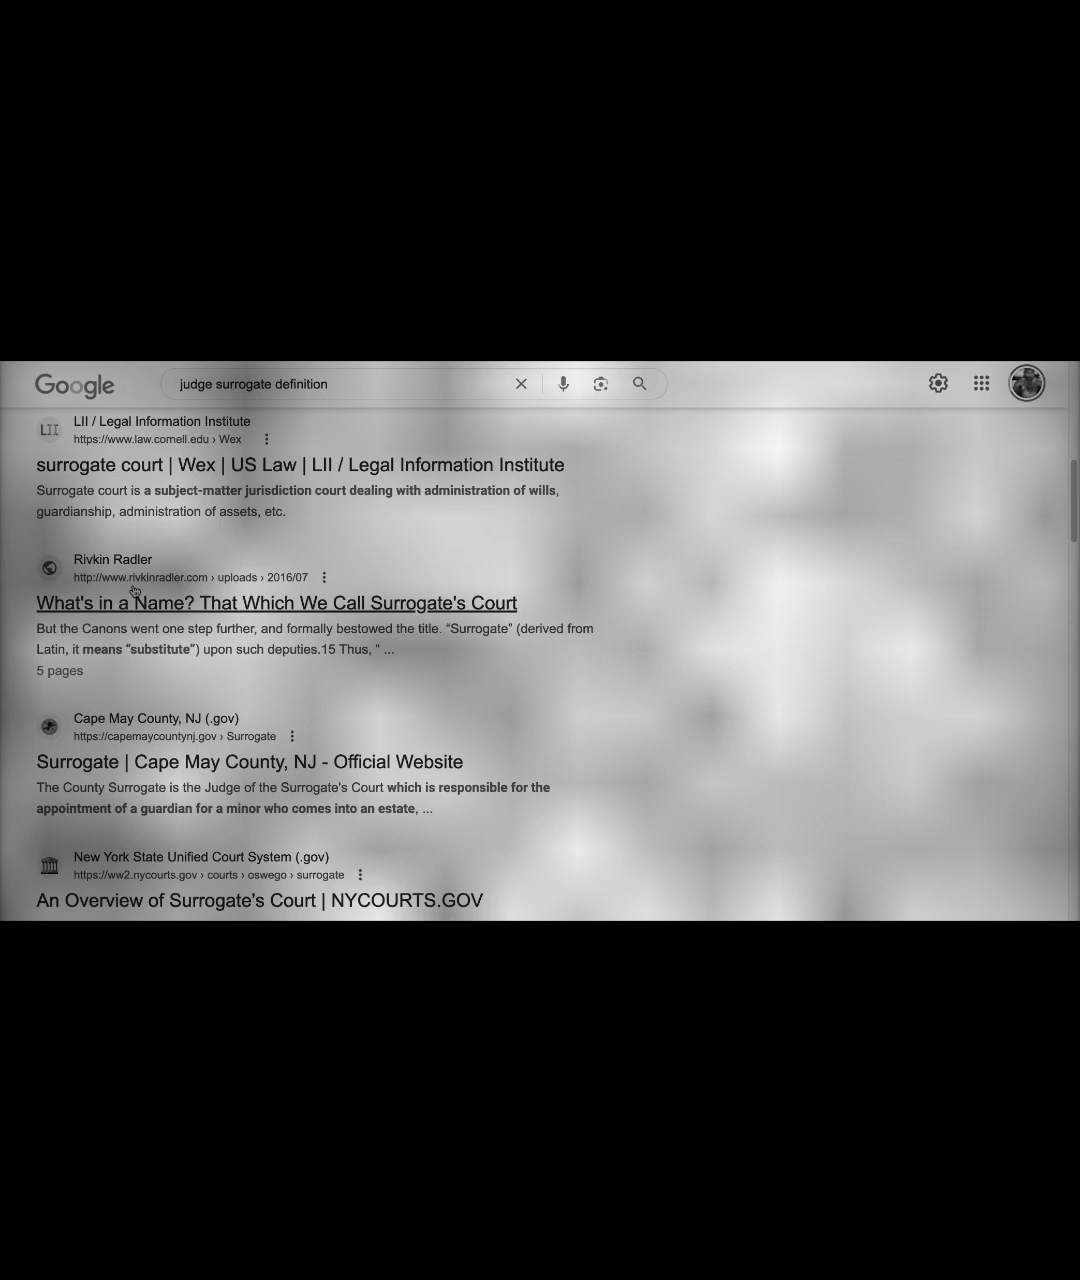 Google
judge surrogate definition
LII
LII / Legal Information Institute
https://www.law.cornell.edu › Wex
surrogate court | Wex | US Law | LII / Legal Information Institute
Surrogate court is a subject-matter jurisdiction court dealing with administration of wills,
guardianship, administration of assets, etc.
Rivkin Radler
http://www.rivkinradler.com › uploads › 2016/07
What's in a Name? That Which We Call Surrogate's Court
But the Canons went one step further, and formally bestowed the title. “Surrogate” (derived from
Latin, it means “substitute”) upon such deputies.15 Thus, “ ...
5 pages
Cape May County, NJ (.gov)
https://capemaycountynj.gov › Surrogate
Surrogate | Cape May County, NJ - Official Website
The County Surrogate is the Judge of the Surrogate's Court which is responsible for the
appointment of a guardian for a minor who comes into an estate, ...
New York State Unified Court System (.gov)
https://ww2.nycourts.gov › courts › oswego › surrogate
An Overview of Surrogate's Court | NYCOURTS.GOV